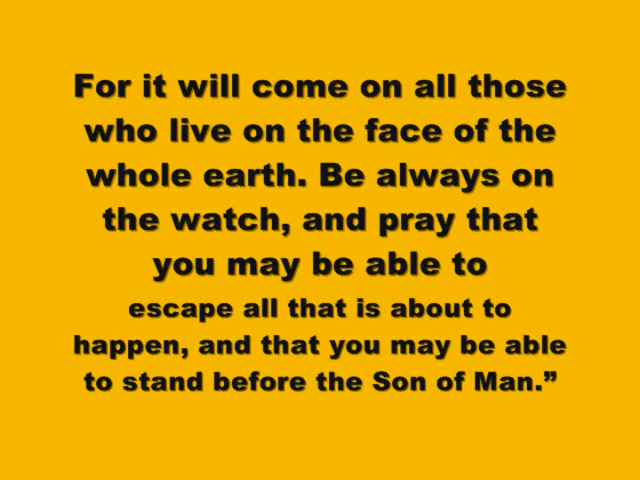 For it will come on all those
who live on the face of the
whole earth. Be always on
the watch, and pray that
you may be able to
escape all that is about to
happen, and that you may be able
to stand before the Son of Man.”